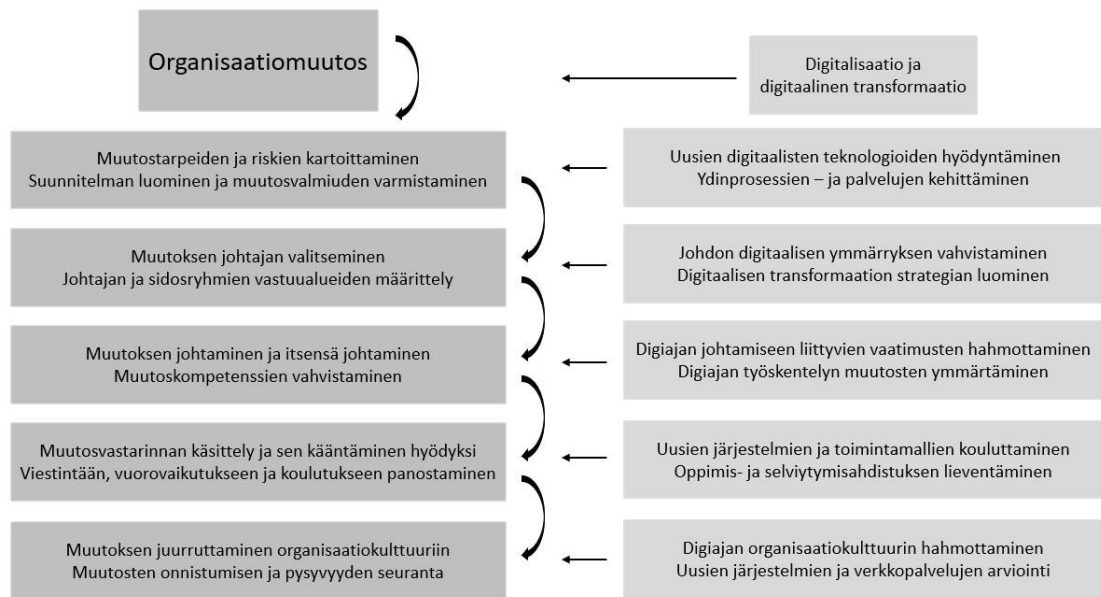 Organisaatiomuutos
Digitalisaatio ja
digitaalinen transformaatio
Muutostarpeiden ja riskien kartoittaminen
Suunnitelman luominen ja muutosvalmiuden varmistaminen
Uusien digitaalisten teknologioiden hyödyntäminen
Ydinprosessien – ja palvelujen kehittäminen
Muutoksen johtajan valitseminen
Johtajan ja sidosryhmien vastuualueiden määrittely
Johdon digitaalisen ymmärryksen vahvistaminen
Digitaalisen transformaation strategian luominen
Muutoksen johtaminen ja itsensä johtaminen
Muutoskompetenssien vahvistaminen
Digiajan johtamiseen liittyvien vaatimusten hahmottaminen
Digiajan työskentelyn muutosten ymmärtäminen
Muutosvastarinnan käsittely ja sen kääntäminen hyödyksi
Viestintään, vuorovaikutukseen ja koulutukseen panostaminen
Uusien järjestelmien ja toimintamallien kouluttaminen
Oppimis- ja selviytymisahdistuksen lieventäminen
Muutoksen juurruttaminen organisaatiokulttuuriin
Muutosten onnistumisen ja pysyvyyden seuranta
Digiajan organisaatiokulttuurin hahmottaminen
Uusien järjestelmien ja verkkopalvelujen arviointi